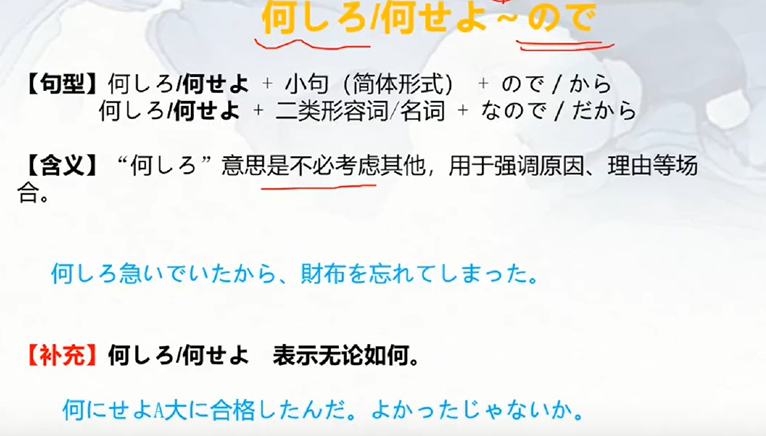 何しろ/何せよ～ので
【句型】何しろ/何せよ + 小句（简体形式） + ので / から
何しろ/何せよ + 二类形容词/名词 + なので / だから
【含义】“何しろ”意思是不必考虑其他，用于强调原因、理由等场
合。
何しろ急いでいたから、財布を忘れてしまった。
【补充】何しろ/何せよ　表示无论如何。
何にせよA大に合格したんだ。よかったじゃないか。